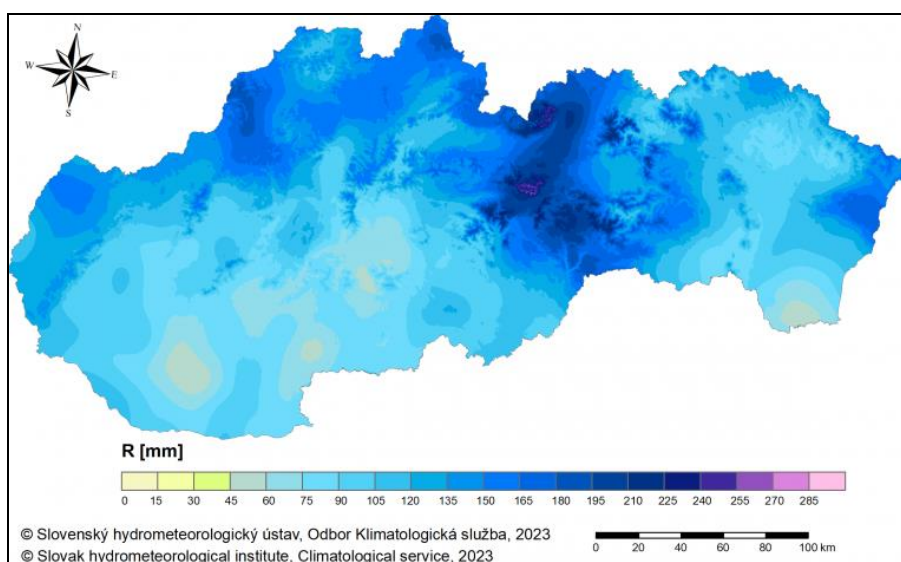 N
W E
S
R [mm]
0 15 30 45 60 75 90 105 120 135 150 165 180 195 210 225 240 255 270 285
© Slovenský hydrometeorologický ústav, Odbor Klimatologická služba, 2023
0 20 40 60 80 100 km
© Slovak hydrometeorological institute, Climatological service, 2023